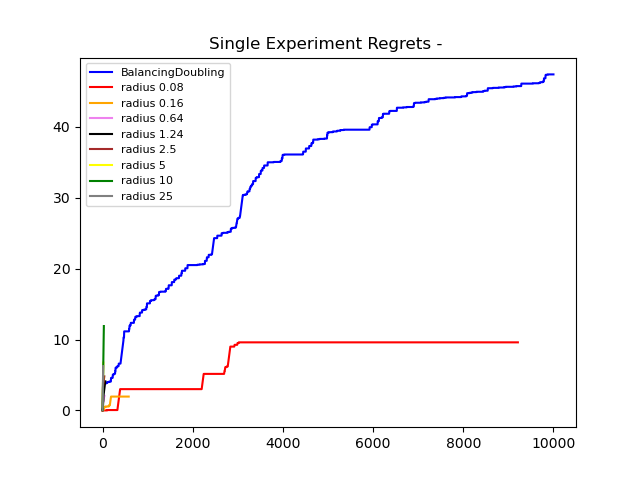 Single Experiment Regrets -
BalancingDoubling
radius 0.08
radius 0.16
radius 0.64
radius 1.24
radius 2.5
radius 5
radius 10
radius 25
40
30
20
10
0
0 2000 4000 6000 8000 10000